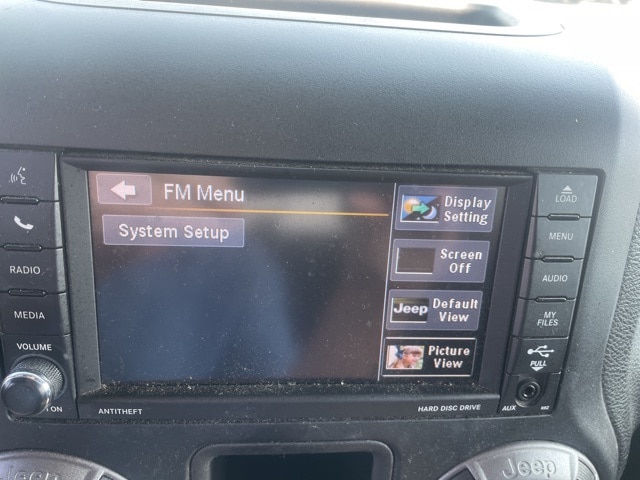 FM Menu
System Setup
Display
Setting
Screen
Off
Jeep
Default
View
Picture
View
RADIO
MEDIA
VOLUME
ON
ANTITHEFT
HARD DISC DRIVE
LOAD
MENU
AUDIO
MY
FILES
PULL
AUX
Jeep
Jeep